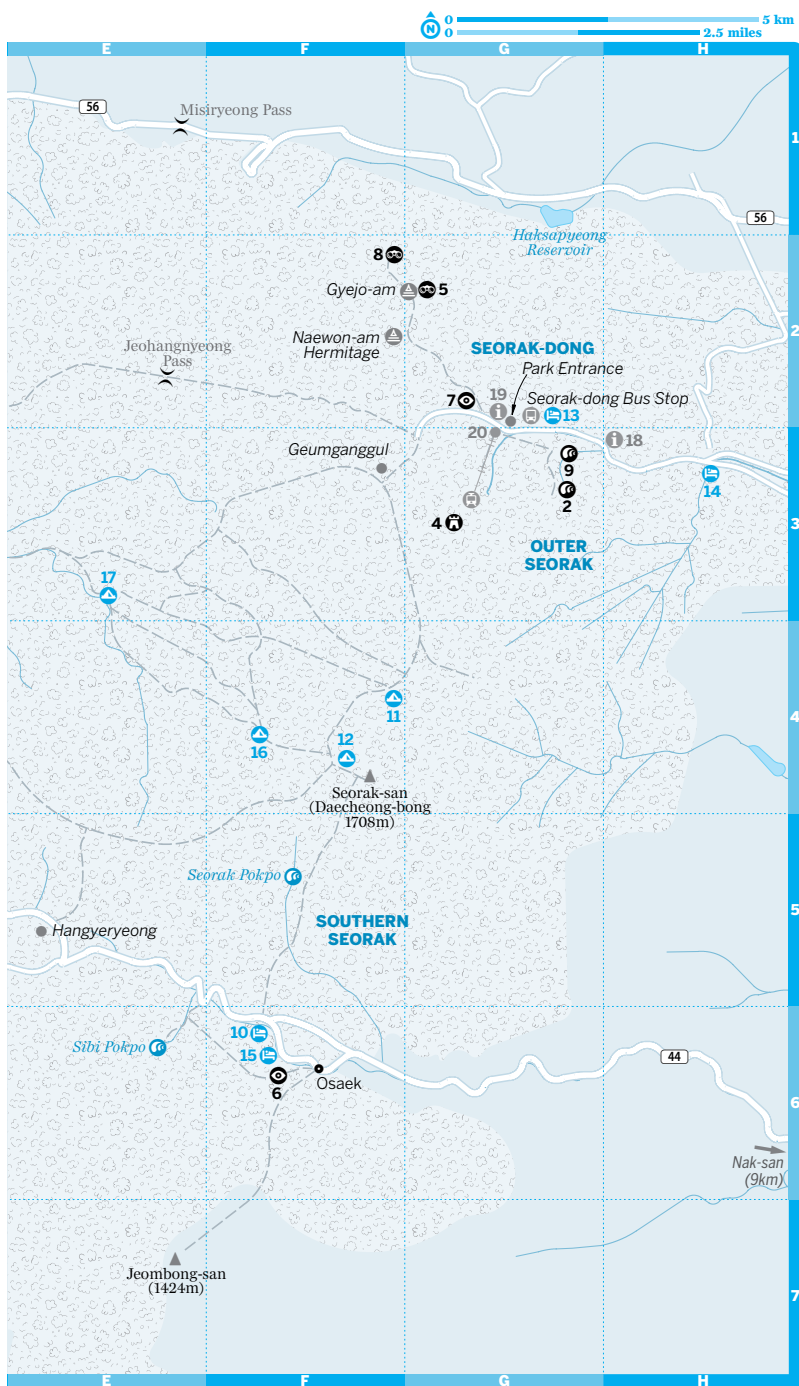 N
0
5 km
0
2.5 miles
E
F
G
H
56
Misiryeong Pass
1
56
Haksapyeong
Reservoir
8
Gyejo-am
5
2
Naewon-am
Hermitage
Jeohangnyeong
Pass
SEORAK-DONG
Park Entrance
7
19
Seorak-dong Bus Stop
13
20
18
Geumganggul
9
14
2
4
3
OUTER
SEORAK
17
11
4
16
12
Seorak-san
(Daecheong-bong
1708m)
Seorak Pokpo
5
SOUTHERN
SEORAK
Hangyeryeong
10
Sibi Pokpo
15
44
6
Osaek
6
Nak-san
(9km)
Jeombong-san
(1424m)
7
E
F
G
H